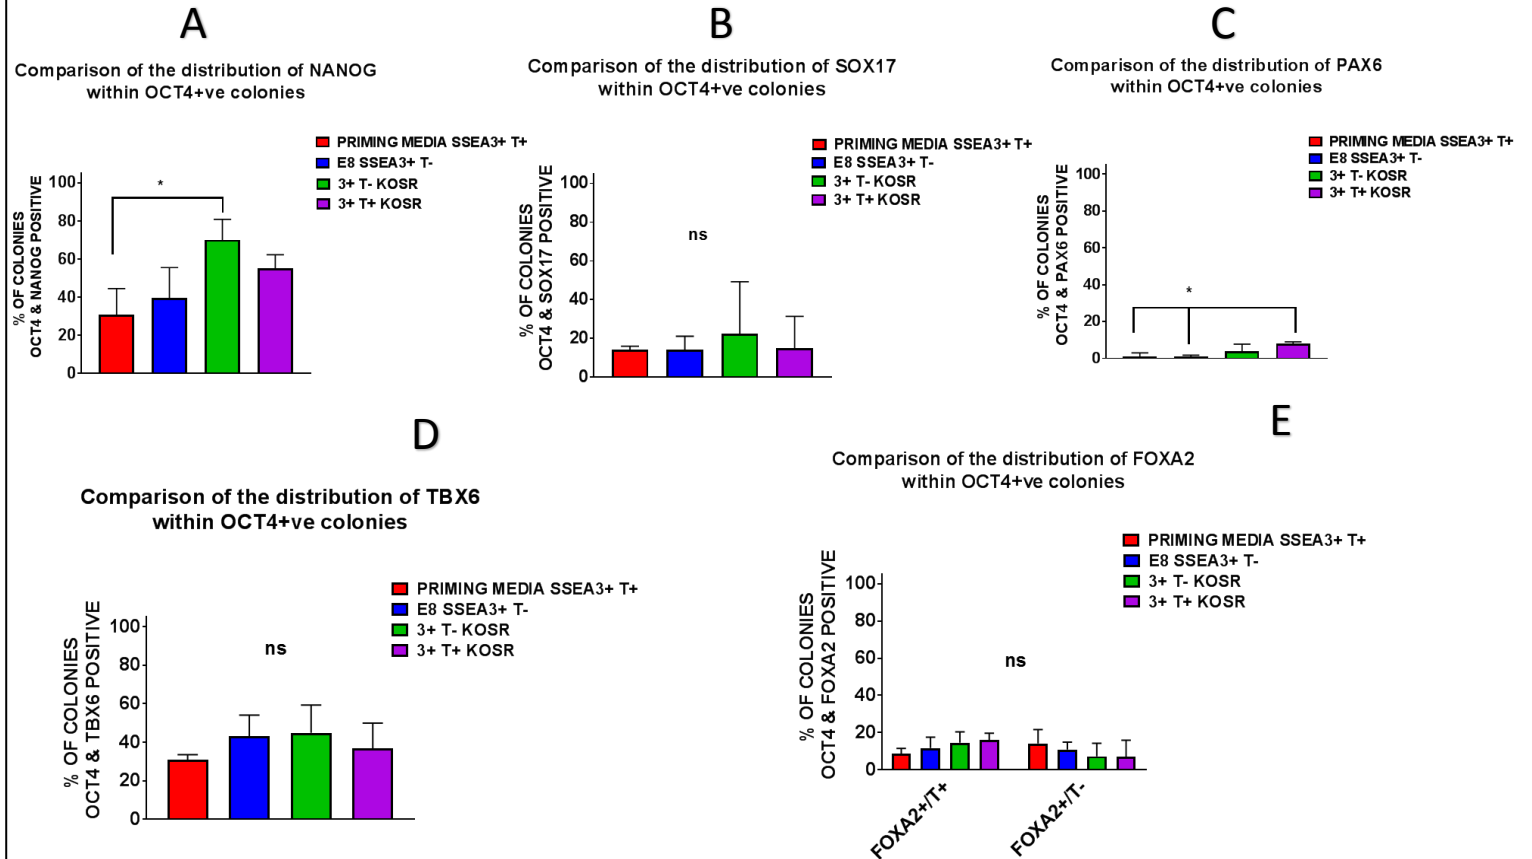 A
Comparison of the distribution of NANOG
within OCT4+ve colonies
PRIMING MEDIA SSEA3+ T+
E8 SSEA3+ T-
3+ T- KOSR
3+ T+ KOSR
% OF COLONIES
OCT4 & NANOG POSITIVE
100
80
60
40
20
0
*
B
Comparison of the distribution of SOX17
within OCT4+ve colonies
PRIMING MEDIA SSEA3+ T+
E8 SSEA3+ T-
3+ T- KOSR
3+ T+ KOSR
% OF COLONIES
OCT4 & SOX17 POSITIVE
100
80
60
40
20
0
ns
C
Comparison of the distribution of PAX6
within OCT4+ve colonies
PRIMING MEDIA SSEA3+ T+
E8 SSEA3+ T-
3+ T- KOSR
3+ T+ KOSR
% OF COLONIES
OCT4 & PAX6 POSITIVE
100
80
60
40
20
0
*
D
Comparison of the distribution of TBX6
within OCT4+ve colonies
PRIMING MEDIA SSEA3+ T+
E8 SSEA3+ T-
3+ T- KOSR
3+ T+ KOSR
% OF COLONIES
OCT4 & TBX6 POSITIVE
100
80
60
40
20
0
ns
E
Comparison of the distribution of FOXA2
within OCT4+ve colonies
PRIMING MEDIA SSEA3+ T+
E8 SSEA3+ T-
3+ T- KOSR
3+ T+ KOSR
% OF COLONIES
OCT4 & FOXA2 POSITIVE
100
80
60
40
20
0
ns
FOXA2+/T+
FOXA2+/T-